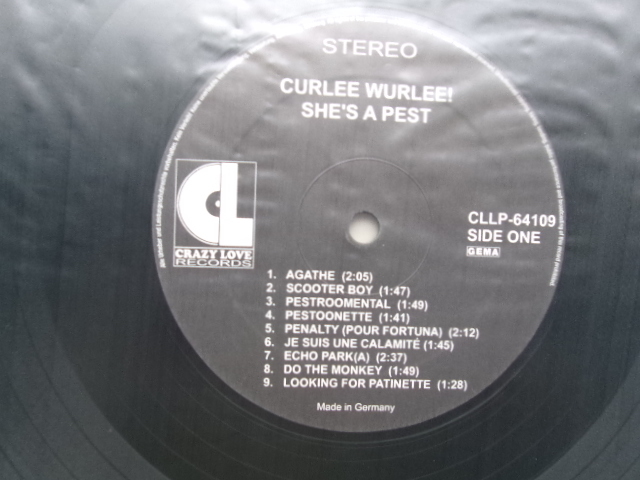 STEREO
CURLEE WURLEE!
SHE'S A PEST
CRAZY LOVE
RECORDS
CLLP-64109
SIDE ONE
GEMA
1. AGATHE (2:05)
2. SCOOTER BOY (1:47)
3. PESTROOMENTAL (1:49)
4. PESTOONETTE (1:41)
5. PENALTY (POUR FORTUNA) (2:12)
6. JE SUIS UNE CALAMITÉ (1:45)
7. ECHO PARK(A) (2:37)
8. DO THE MONKEY (1:49)
9. LOOKING FOR PATINETTE (1:28)
Made in Germany